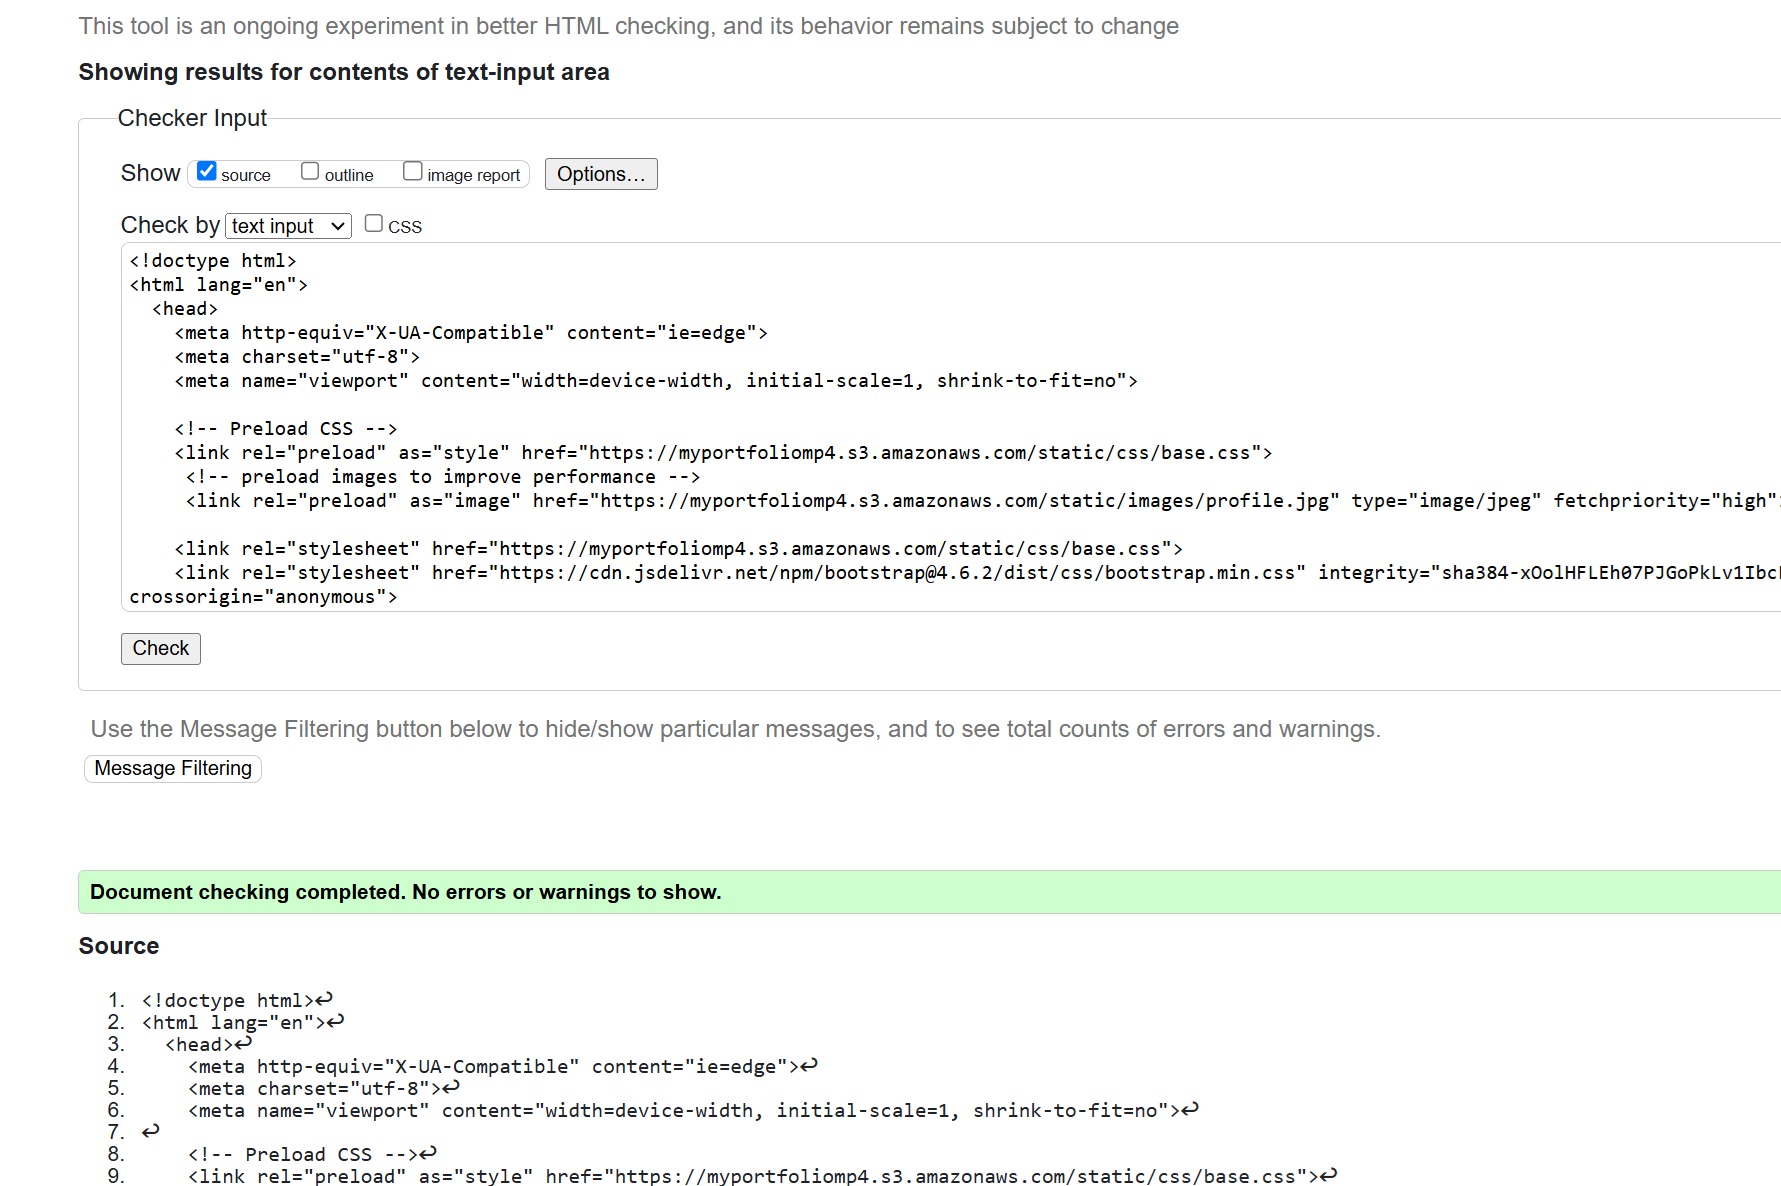 This tool is an ongoing experiment in better HTML checking, and its behavior remains subject to change
Showing results for contents of text-input area
Checker Input
Show source outline image report Options...
Check by text input CSS
<!doctype html>
<html lang="en">
  <head>
    <meta http-equiv="X-UA-Compatible" content="ie=edge">
    <meta charset="utf-8">
    <meta name="viewport" content="width=device-width, initial-scale=1, shrink-to-fit=no">
    <!-- Preload CSS -->
    <link rel="preload" as="style" href="https://myportfoliomp4.s3.amazonaws.com/static/css/base.css">
     <!-- preload images to improve performance -->
     <link rel="preload" as="image" href="https://myportfoliomp4.s3.amazonaws.com/static/images/profile.jpg" type="image/jpeg" fetchpriority="high"
    <link rel="stylesheet" href="https://myportfoliomp4.s3.amazonaws.com/static/css/base.css">
    <link rel="stylesheet" href="https://cdn.jsdelivr.net/npm/bootstrap@4.6.2/dist/css/bootstrap.min.css" integrity="sha384-xOolHFLEh07PJGoPkLv1Ibc
crossorigin="anonymous">
Check
Use the Message Filtering button below to hide/show particular messages, and to see total counts of errors and warnings.
Message Filtering
Document checking completed. No errors or warnings to show.
Source
1. <!doctype html>↩
2. <html lang="en">↩
3.   <head>↩
4.     <meta http-equiv="X-UA-Compatible" content="ie=edge">↩
5.     <meta charset="utf-8">↩
6.     <meta name="viewport" content="width=device-width, initial-scale=1, shrink-to-fit=no">↩
7. ↩
8.     <!-- Preload CSS -->↩
9.     <link rel="preload" as="style" href="https://myportfoliomp4.s3.amazonaws.com/static/css/base.css">↩